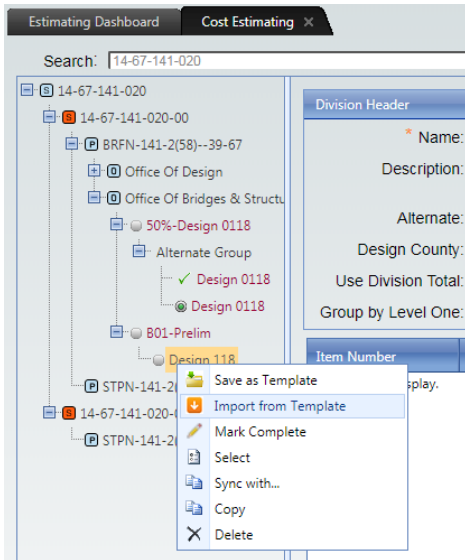 Estimating Dashboard Cost Estimating ×
Search: 14-67-141-020
S 14-67-141-020
S 14-67-141-020-00
P BRFN-141-2(58)--39-67
O Office Of Design
O Office Of Bridges & Structu
50%-Design 0118
Alternate Group
Design 0118
Design 0118
B01-Prelim
Design 118
P STPN-141-2(
S 14-67-141-020-
P STPN-141-2(
Save as Template
Import from Template
Mark Complete
Select
Sync with...
Copy
Delete
Division Header
* Name:
Description:
Alternate:
Design County:
Use Division Total:
Group by Level One:
Item Number
splay.